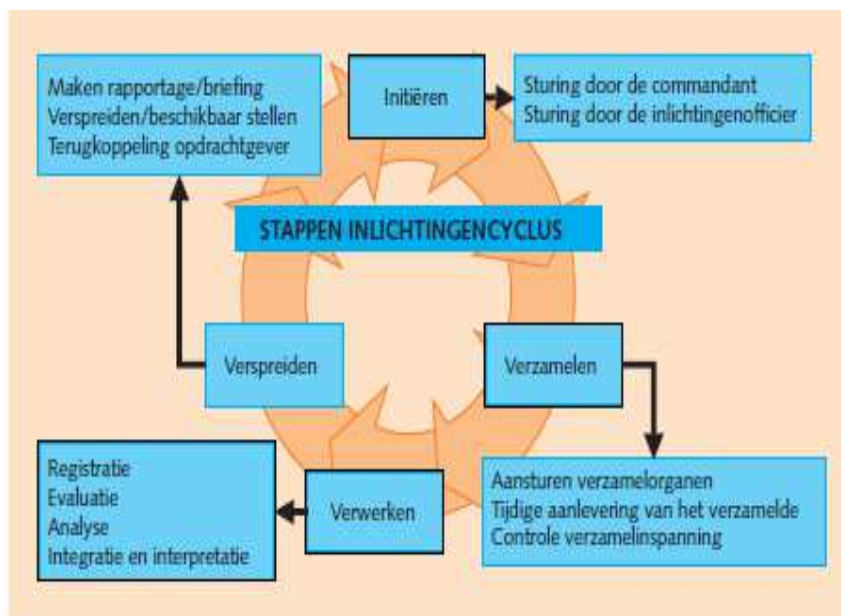 Maken rapportage/briefing
Verspreiden/beschikbaar stellen
Terugkoppeling opdrachtgever
Initiëren
Sturing door de commandant
Sturing door de inlichtingenofficier
STAPPEN INLICHTINGENCYCLUS
Verspreiden
Verzamelen
Registratie
Evaluatie
Analyse
Integratie en interpretatie
Verwerken
Aansturen verzamelorganen
Tijdige aanlevering van het verzamelde
Controle verzamelinspanning